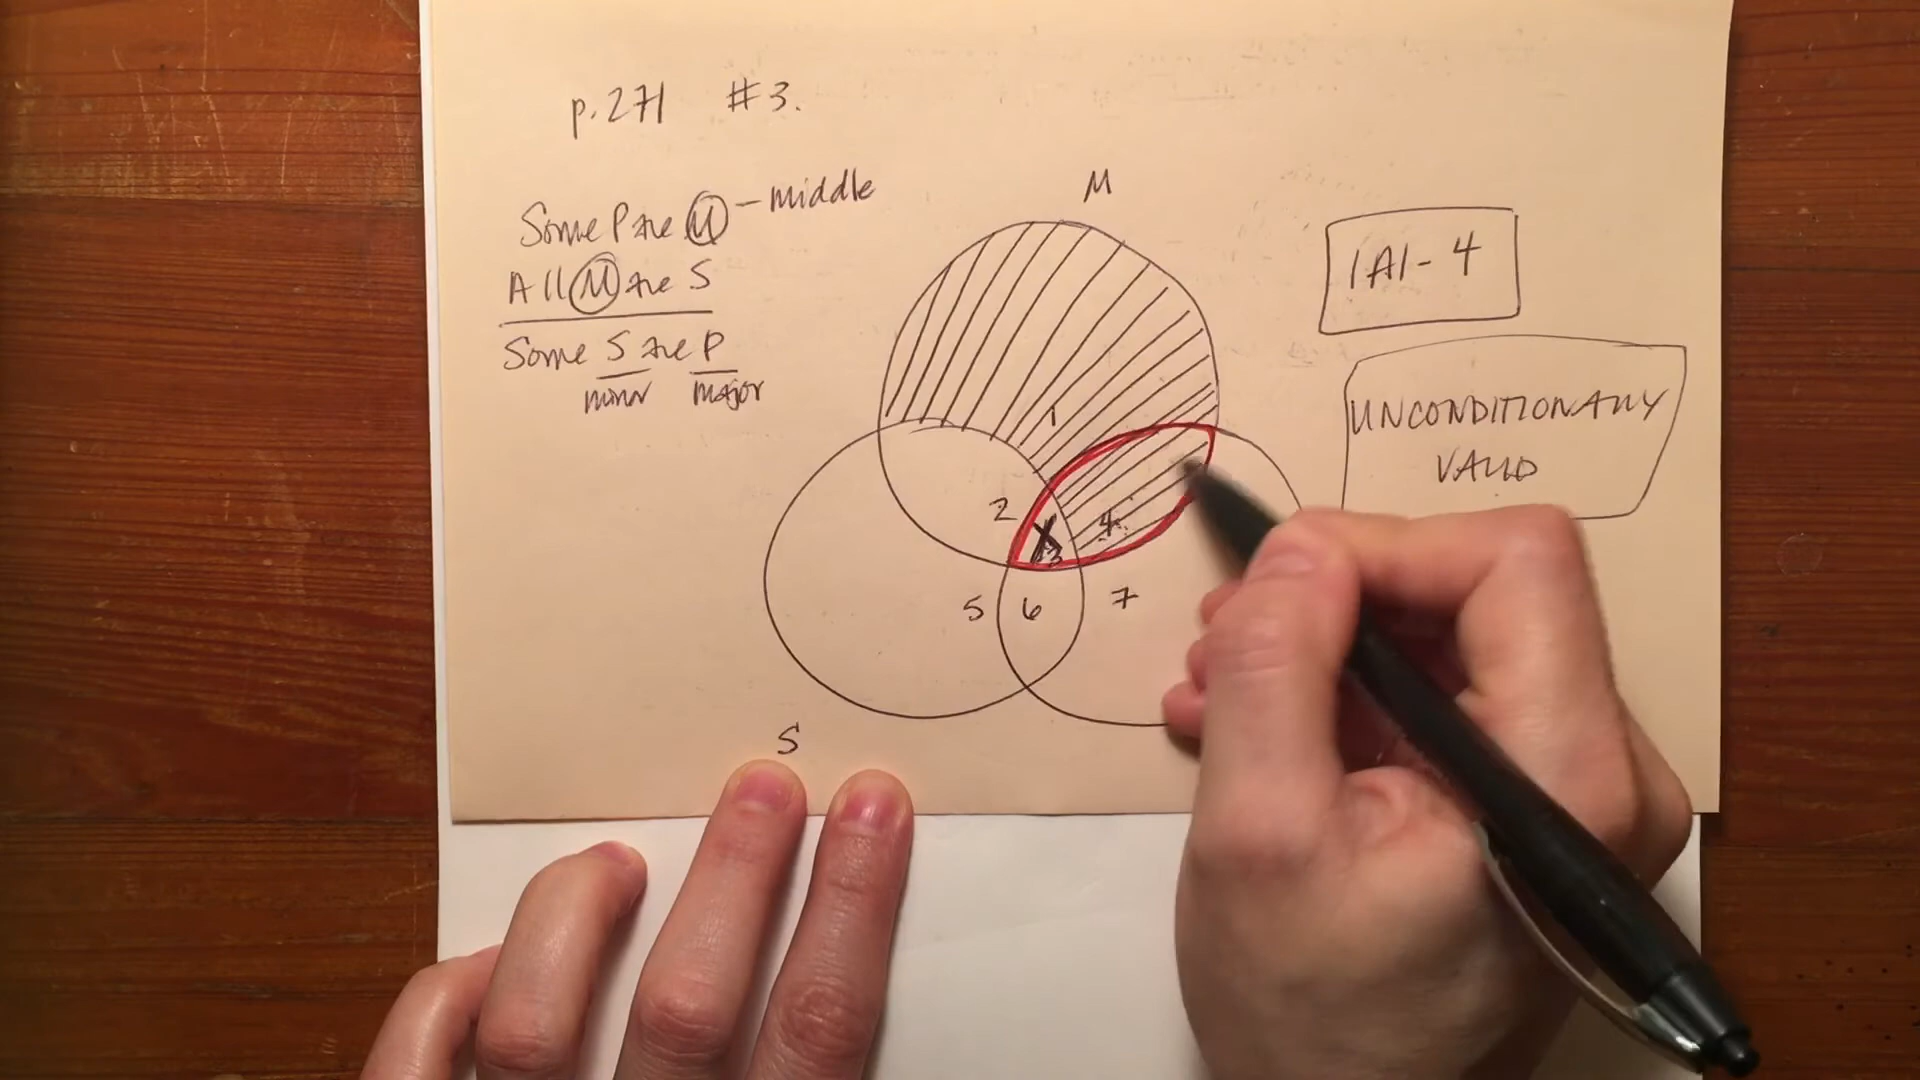 p.271 #3.
Some P are M - middle
All M are S
Some S are P
minor major
M
IAI-4
UNCONDITIONALLY
VALID
1
2
X
3
4
5 6 7
S